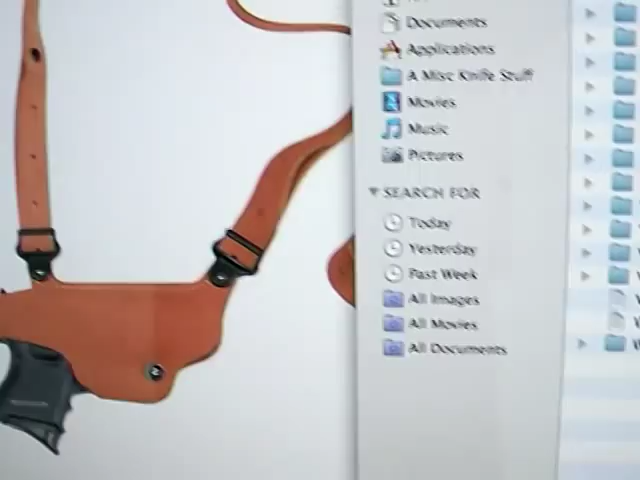 Documents
Applications
A Misc Knife Stuff
Movies
Music
Pictures
SEARCH FOR
Today
Yesterday
Past Week
All Images
All Movies
All Documents